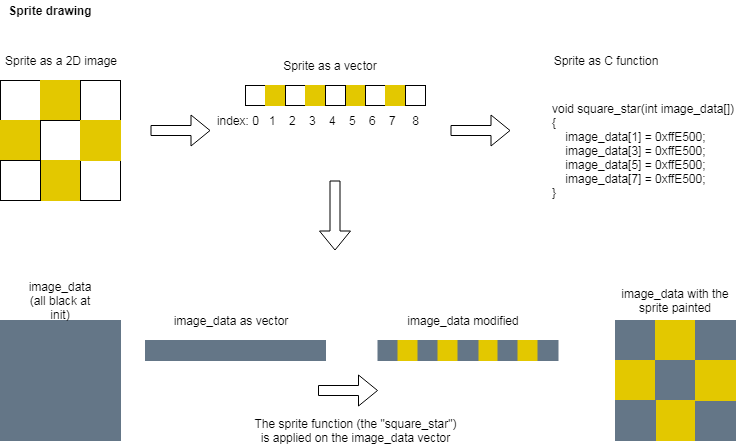 Sprite drawing
Sprite as a 2D image
Sprite as a vector
Sprite as C function
index: 0 1 2 3 4 5 6 7 8
void square_star(int image_data[])
{
image_data[1] = 0xffE500;
image_data[3] = 0xffE500;
image_data[5] = 0xffE500;
image_data[7] = 0xffE500;
}
image_data
(all black at
init)
image_data as vector
image_data modified
image_data with the
sprite painted
The sprite function (the "square_star")
is applied on the image_data vector